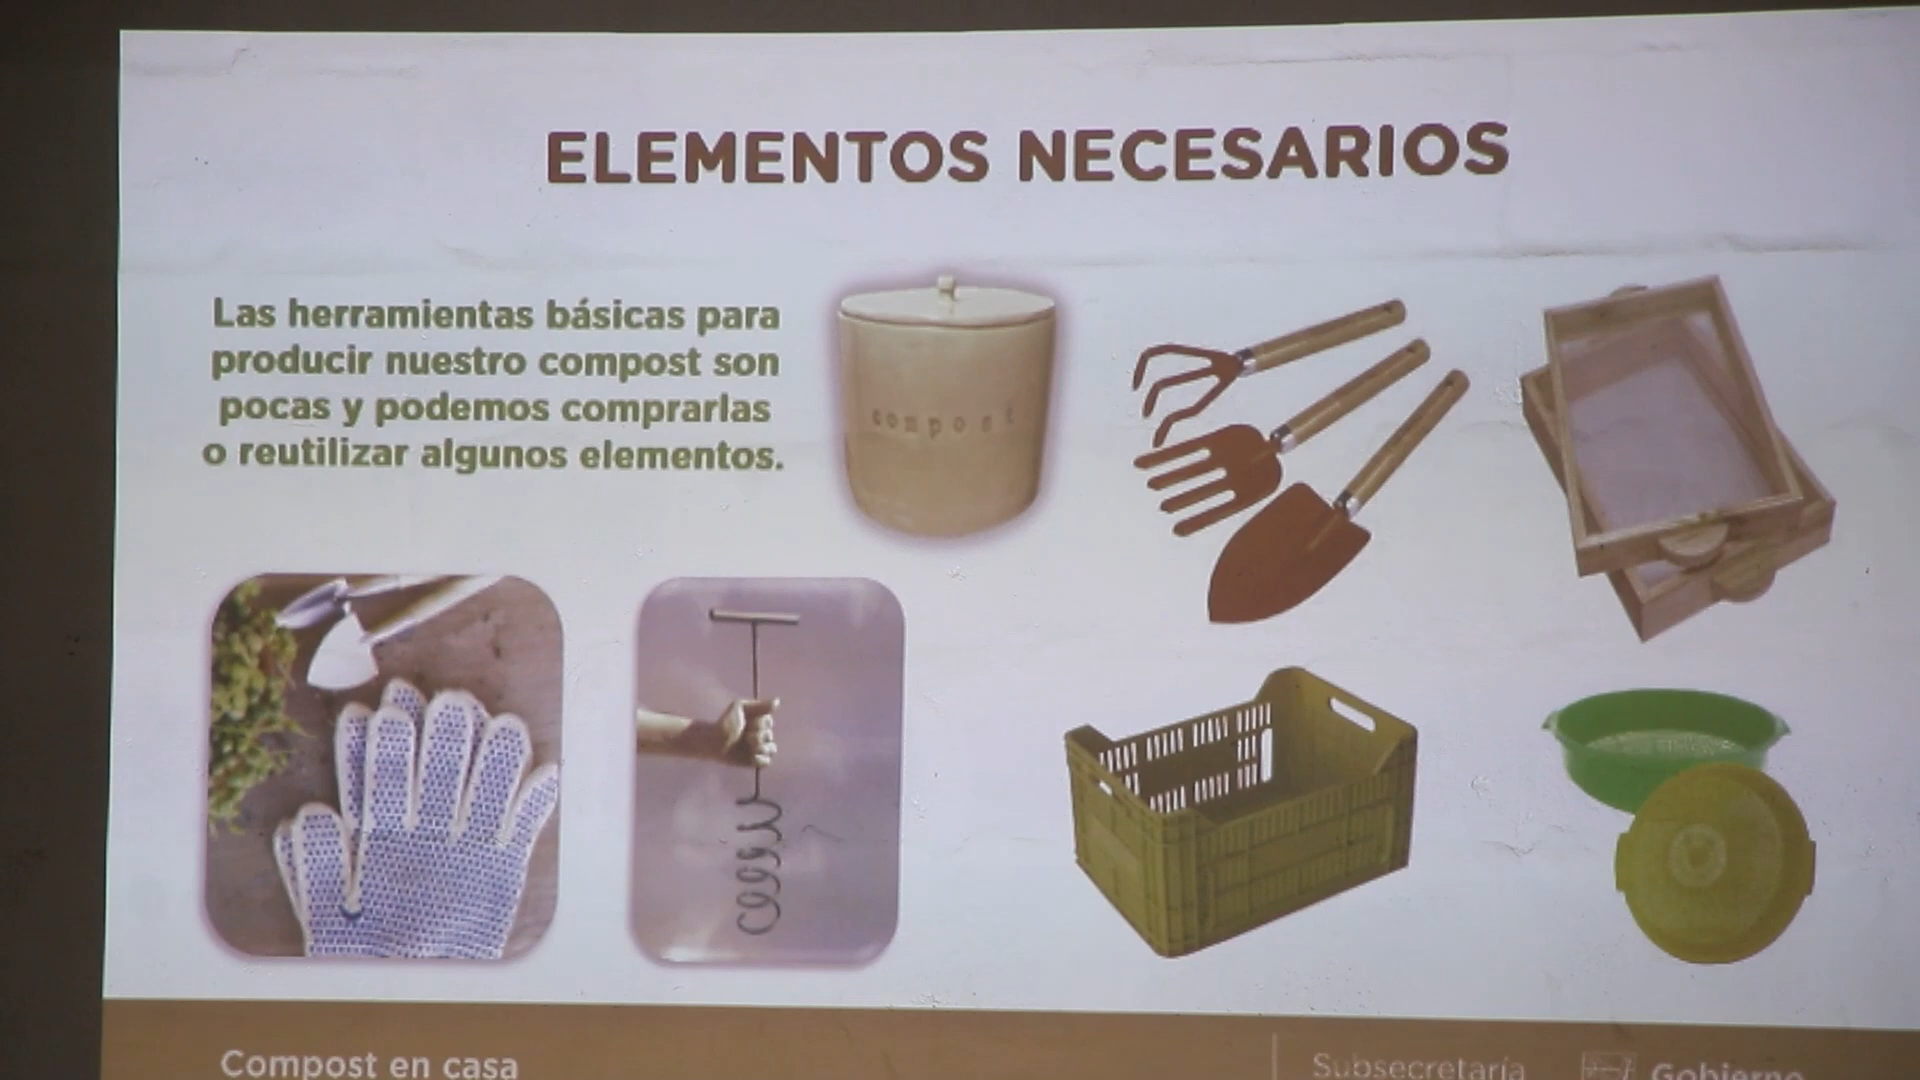 ELEMENTOS NECESARIOS
Las herramientas básicas para
producir nuestro compost son
pocas y podemos comprarlas
o reutilizar algunos elementos.
compost
Compost en casa
Subsecretaría
Gobierno